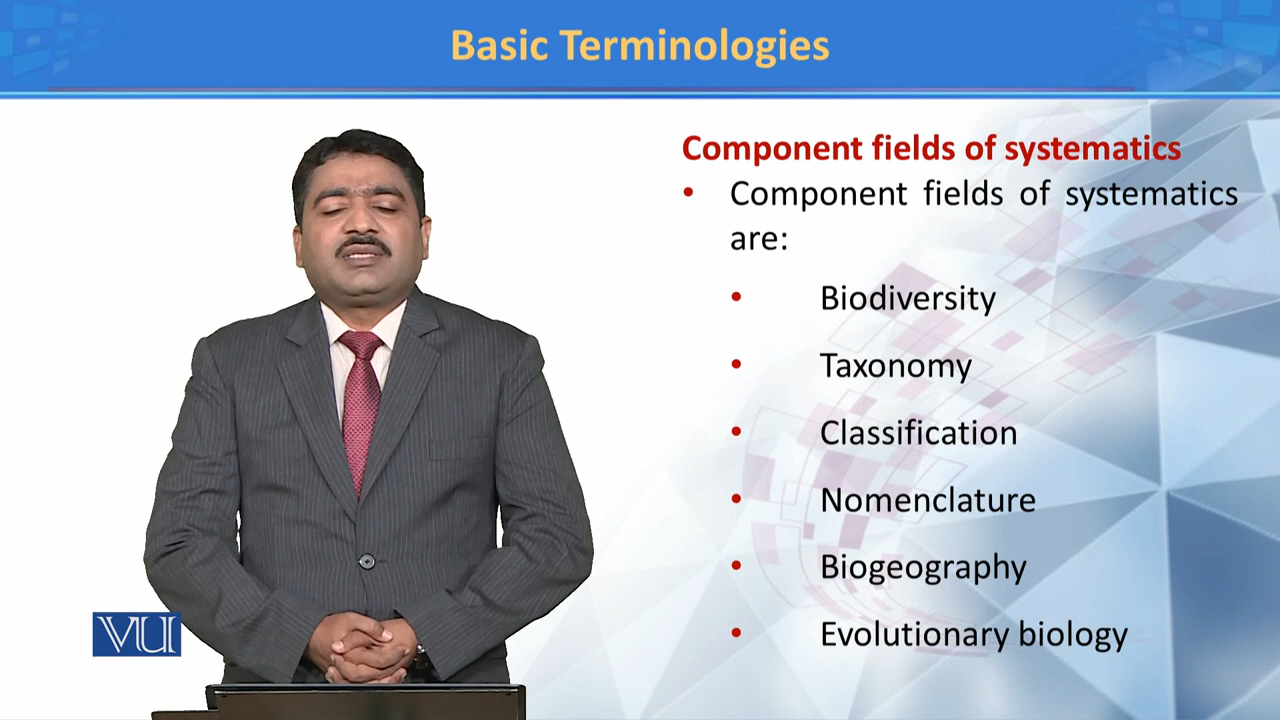 Basic Terminologies
Component fields of systematics
• Component fields of systematics
are:
• Biodiversity
• Taxonomy
• Classification
• Nomenclature
• Biogeography
• Evolutionary biology
VU